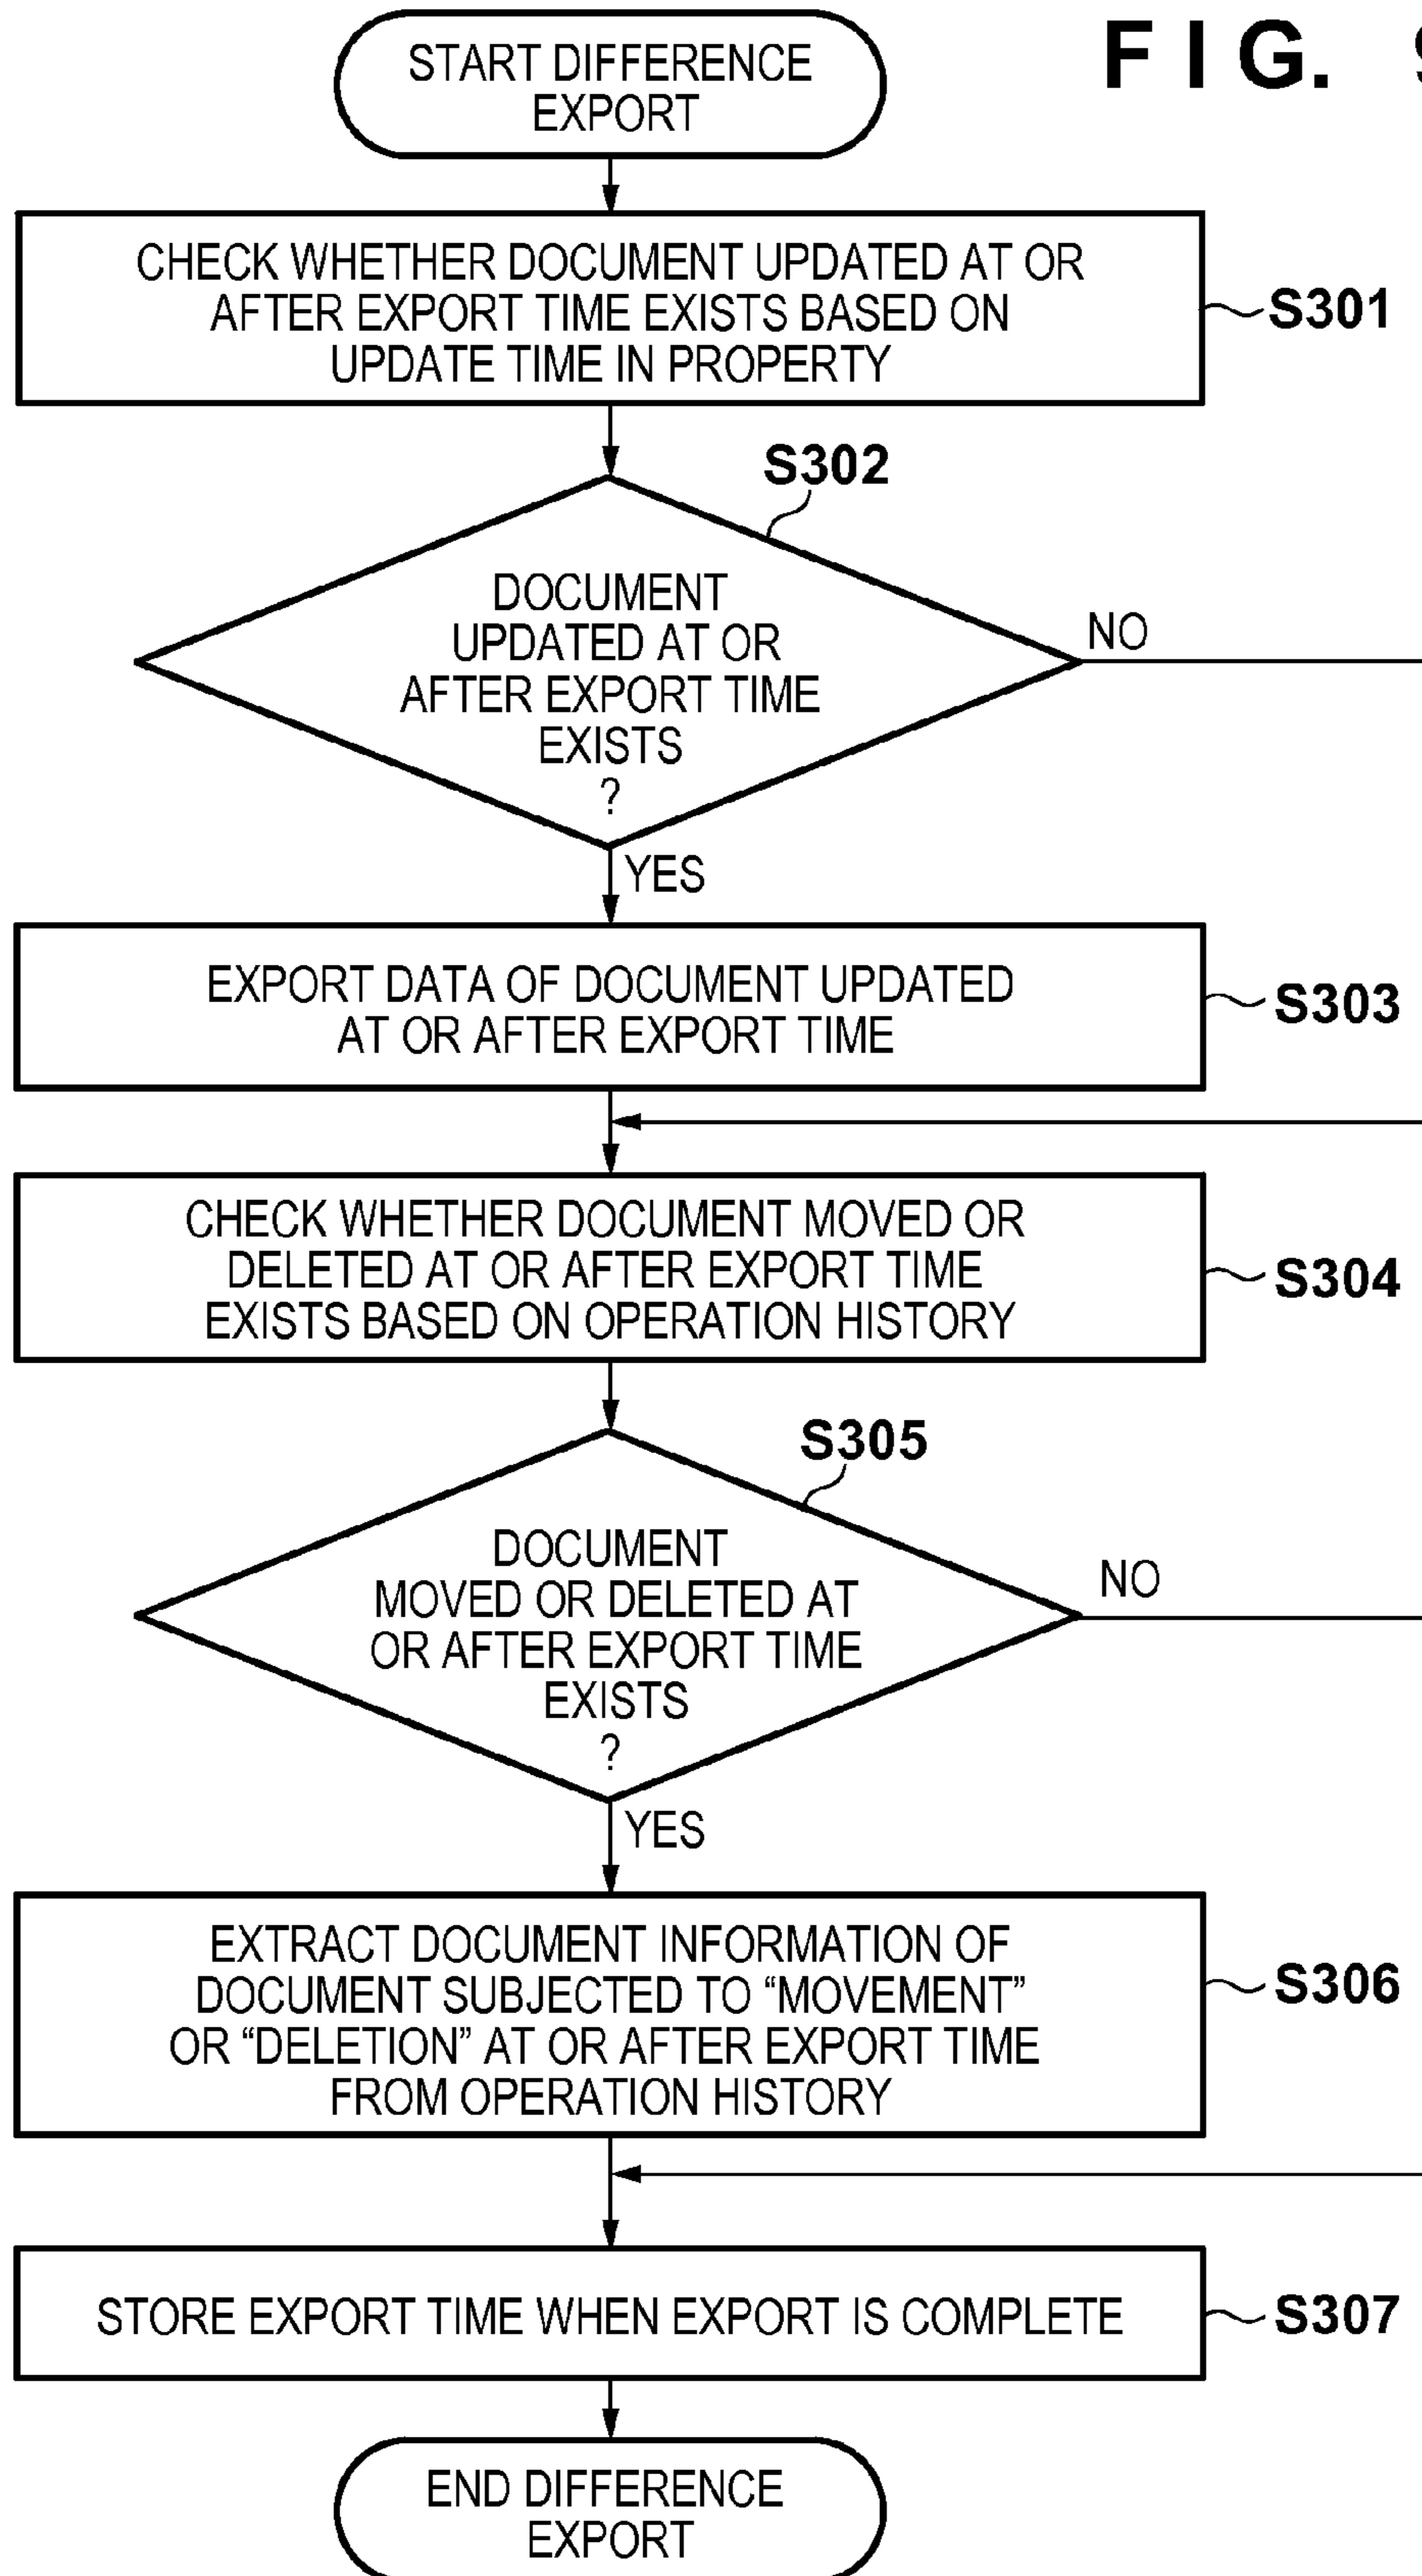 START DIFFERENCE
EXPORT
F I G.
CHECK WHETHER DOCUMENT UPDATED AT OR
AFTER EXPORT TIME EXISTS BASED ON
UPDATE TIME IN PROPERTY
S301
S302
DOCUMENT
UPDATED AT OR
AFTER EXPORT TIME
EXISTS
?
NO
YES
EXPORT DATA OF DOCUMENT UPDATED
AT OR AFTER EXPORT TIME
S303
CHECK WHETHER DOCUMENT MOVED OR
DELETED AT OR AFTER EXPORT TIME
EXISTS BASED ON OPERATION HISTORY
S304
S305
DOCUMENT
MOVED OR DELETED AT
OR AFTER EXPORT TIME
EXISTS
?
NO
YES
EXTRACT DOCUMENT INFORMATION OF
DOCUMENT SUBJECTED TO “MOVEMENT”
OR “DELETION” AT OR AFTER EXPORT TIME
FROM OPERATION HISTORY
S306
STORE EXPORT TIME WHEN EXPORT IS COMPLETE
S307
END DIFFERENCE
EXPORT